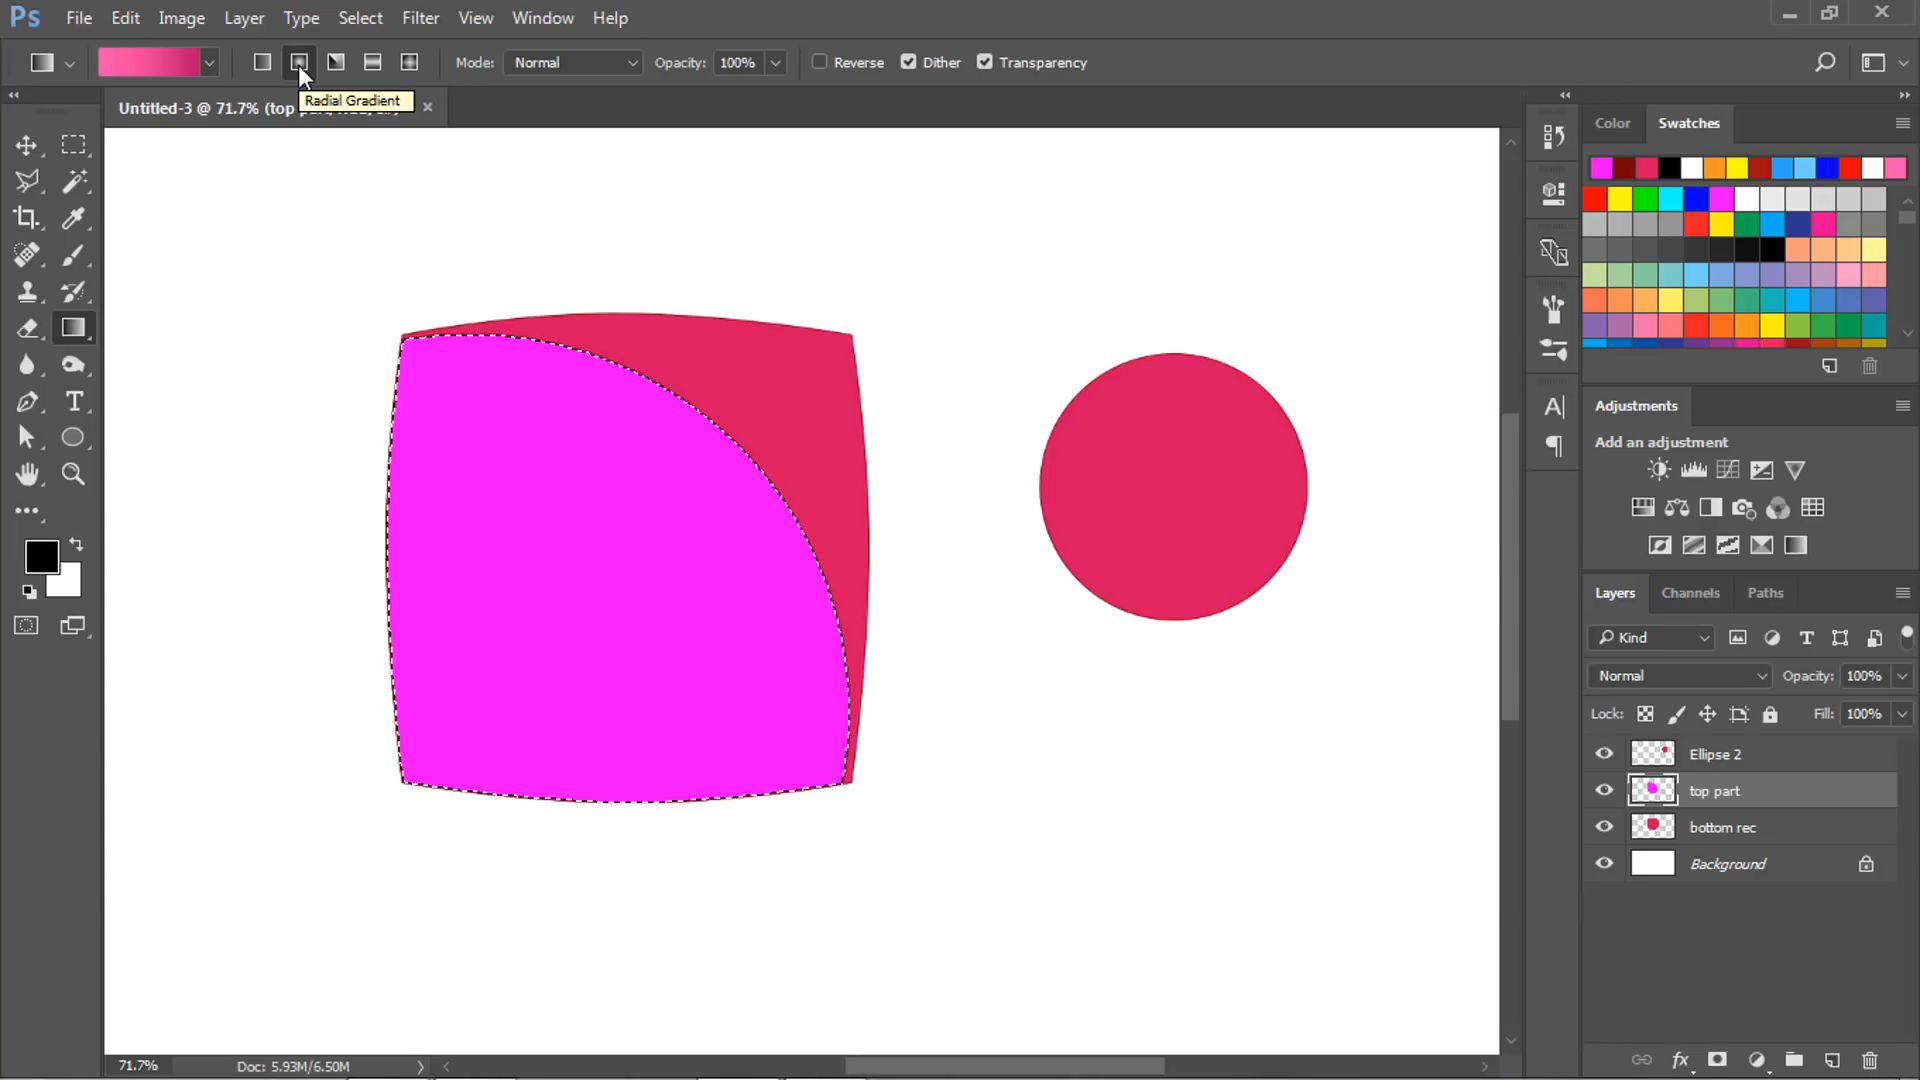 Ps File Edit Image Layer Type Select Filter View Window Help
Mode: Normal Opacity: 100% Reverse Dither Transparency
Radial Gradient
Untitled-3 @ 71.7% (top
Color Swatches
Adjustments
Add an adjustment
Layers Channels Paths
Kind
Normal Opacity: 100%
Lock: Fill: 100%
Ellipse 2
top part
bottom rec
Background
71.7% Doc: 5.93M/6.50M